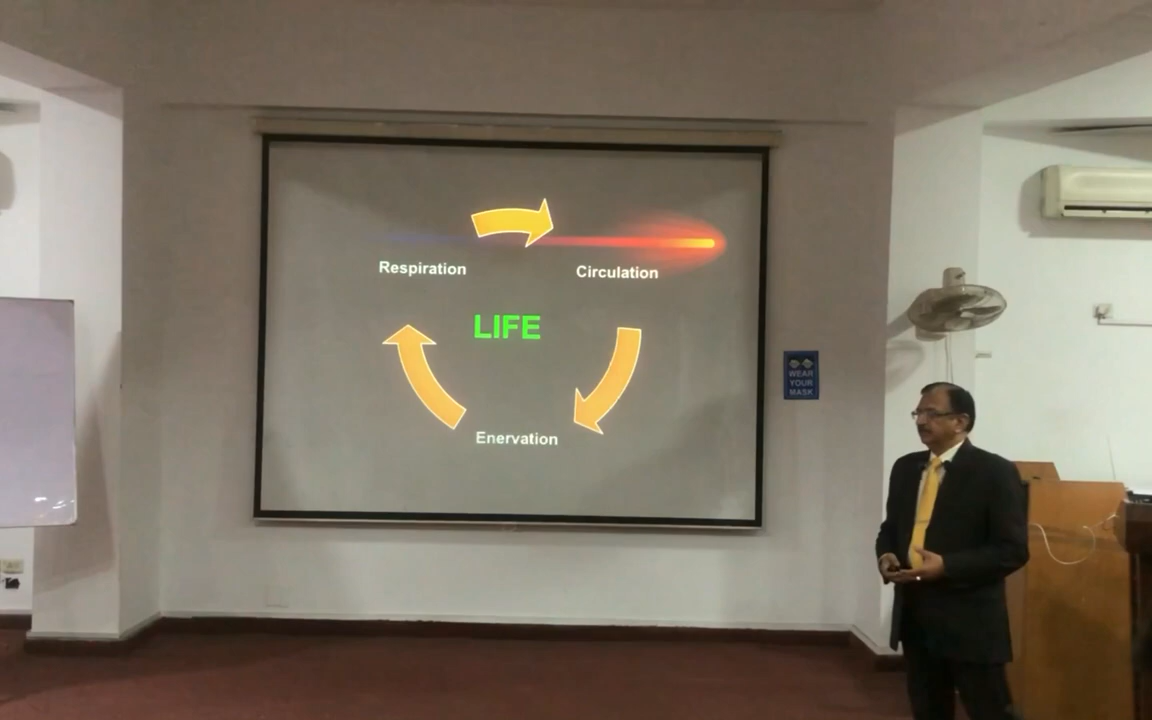 Respiration
Circulation
LIFE
Enervation
WEAR
YOUR
MASK